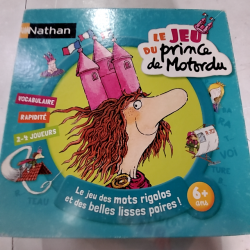 Nathan
LE JEU
DU prince
de Motordu
VOCABULAIRE
RAPIDITÉ
2-5 JOUEURS
Le jeu des mots rigolos
et des belles lisses poires !
6+
ANS